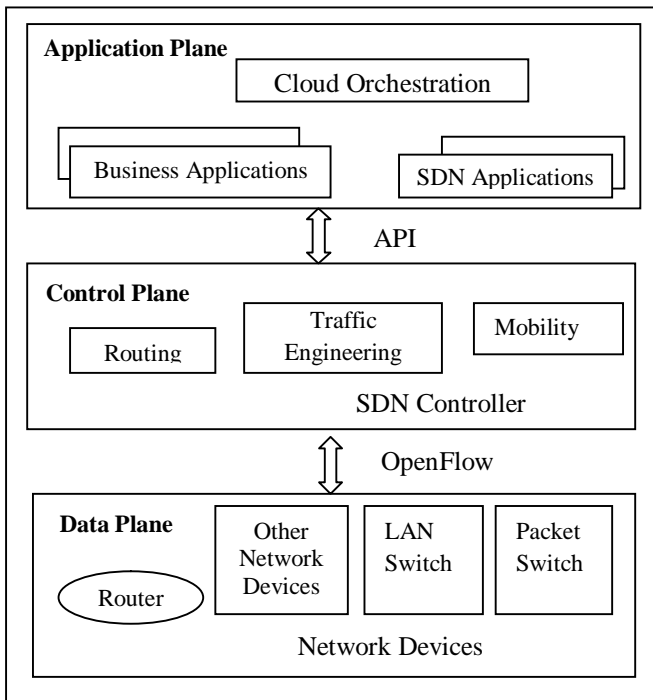 Application Plane
Cloud Orchestration
Business Applications
SDN Applications
API
Control Plane
Routing
Traffic
Engineering
Mobility
SDN Controller
OpenFlow
Data Plane
Router
Other
Network
Devices
LAN
Switch
Packet
Switch
Network Devices